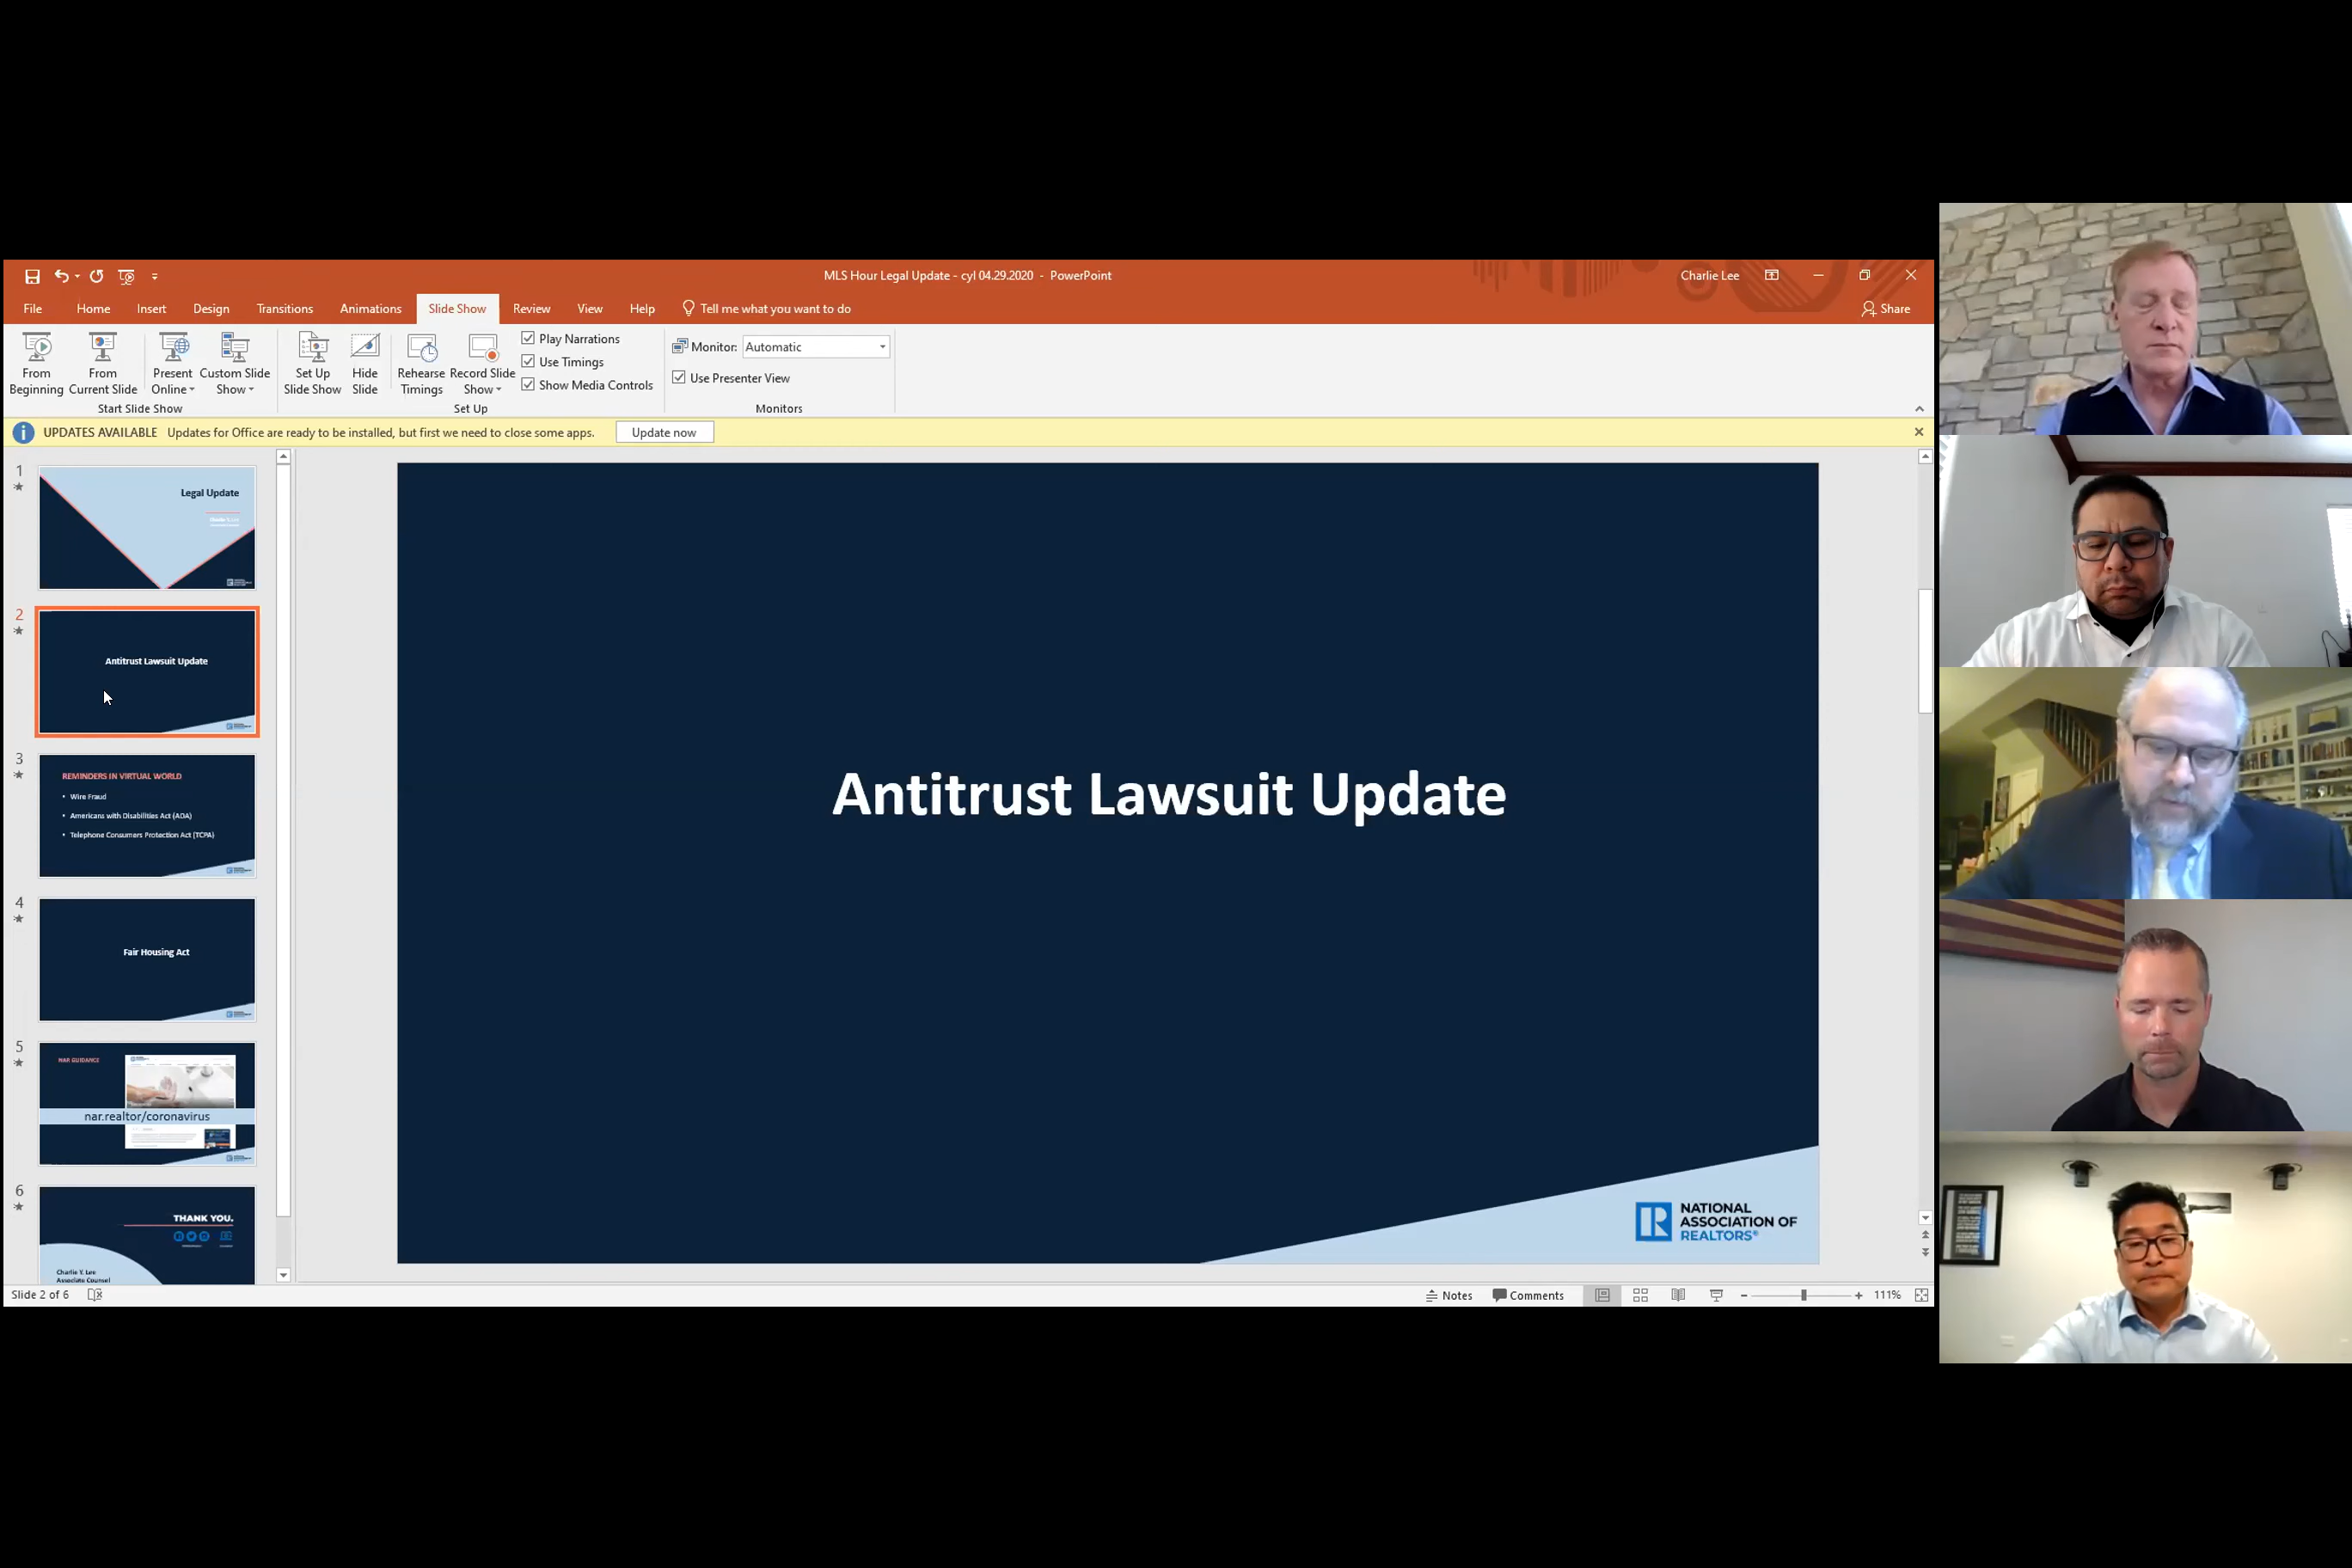 MLS Hour Legal Update - cyl 04.29.2020 - PowerPoint
Charlie Lee
File Home Insert Design Transitions Animations Slide Show Review View Help Tell me what you want to do
Share
From Beginning
From Current Slide
Present Online
Custom Slide Show
Start Slide Show
Set Up Slide Show
Hide Slide
Rehearse Timings
Record Slide Show
Play Narrations
Use Timings
Show Media Controls
Set Up
Monitor: Automatic
Use Presenter View
Monitors
UPDATES AVAILABLE Updates for Office are ready to be installed, but first we need to close some apps. Update now
1
Legal Update
2
Antitrust Lawsuit Update
3
REMINDERS IN VIRTUAL WORLD
• Wire Fraud
• Americans with Disabilities Act (ADA)
• Telephone Consumers Protection Act (TCPA)
4
Fair Housing Act
5
NAR GUIDANCE
nar.realtor/coronavirus
6
THANK YOU.
Charlie Y. Lee
Associate Counsel
Antitrust Lawsuit Update
NATIONAL
ASSOCIATION OF
REALTORS®
Slide 2 of 6
Notes Comments
111%